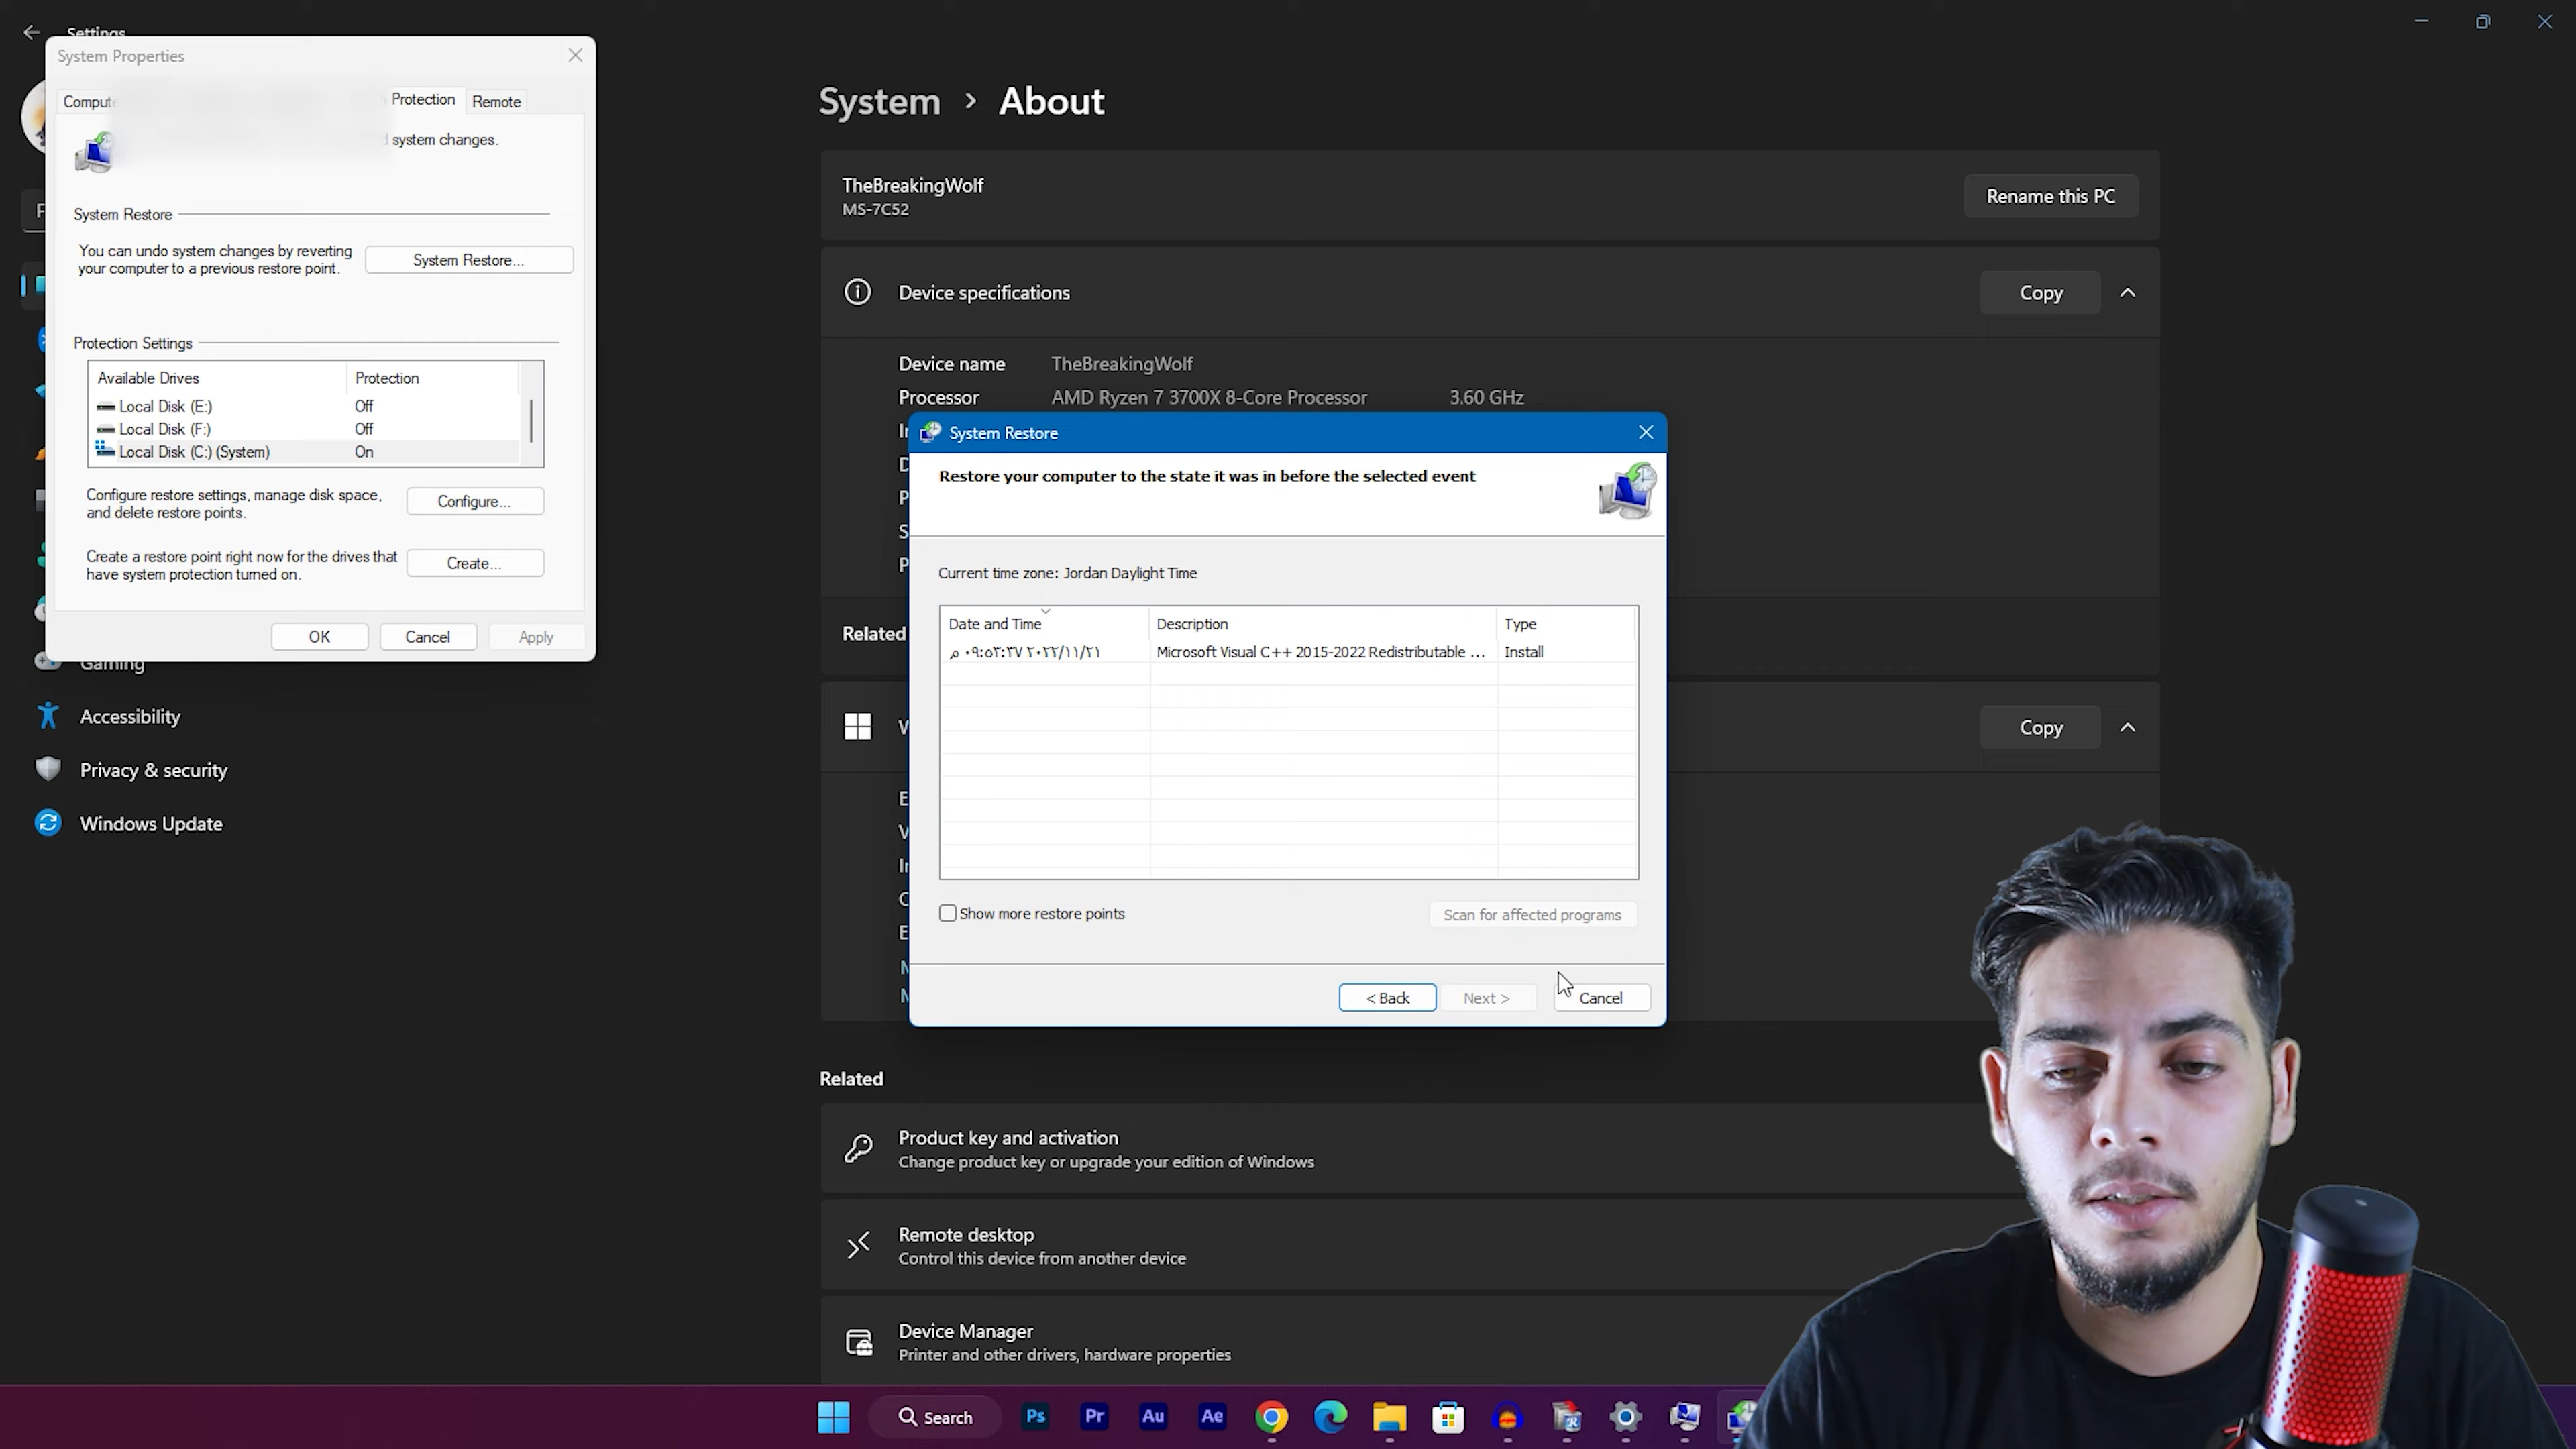 Settings
System Properties
Protection
Remote
system changes.
System Restore
You can undo system changes by reverting
your computer to a previous restore point.
System Restore...
Protection Settings
Available Drives
Protection
Local Disk (E:)
Off
Local Disk (F:)
Off
Local Disk (C:) (System)
On
Configure restore settings, manage disk space,
and delete restore points.
Configure...
Create a restore point right now for the drives that
have system protection turned on.
Create...
OK
Cancel
Apply
Gaming
Accessibility
Privacy & security
Windows Update
System > About
TheBreakingWolf
MS-7C52
Rename this PC
Device specifications
Copy
Device name
TheBreakingWolf
Processor
AMD Ryzen 7 3700X 8-Core Processor
3.60 GHz
System Restore
Restore your computer to the state it was in before the selected event
Current time zone: Jordan Daylight Time
Date and Time
Description
Type
٢٠٢٢/١١/٢١ ٠٩:٥٣:٣٧ م
Microsoft Visual C++ 2015-2022 Redistributable ...
Install
Show more restore points
Scan for affected programs
< Back
Next >
Cancel
Related
Copy
Related
Product key and activation
Change product key or upgrade your edition of Windows
Remote desktop
Control this device from another device
Device Manager
Printer and other drivers, hardware properties
Search
Ps
Pr
Au
Ae